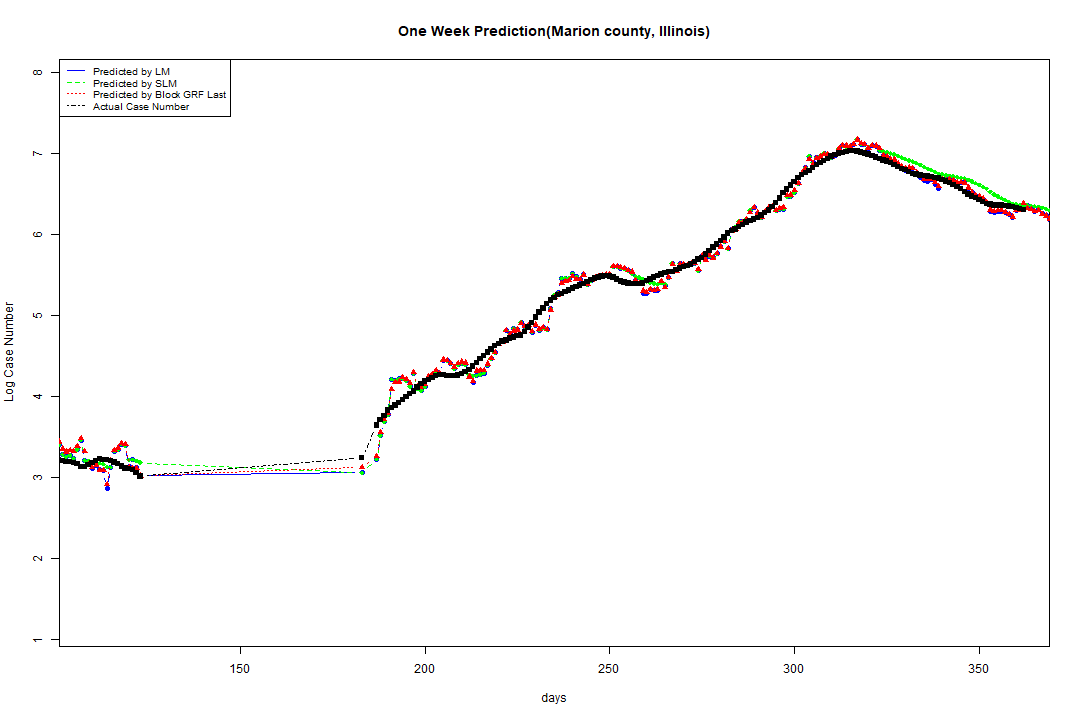 One Week Prediction(Marion county, Illinois)
Predicted by LM
Predicted by SLM
Predicted by Block GRF Last
Actual Case Number
8
7
6
5
4
3
2
1
Log Case Number
150 200 250 300 350
days